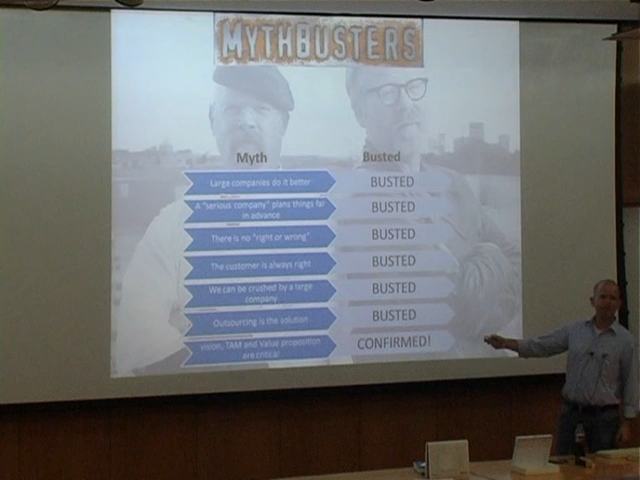 MYTHBUSTERS
Myth Busted
Large companies do it better BUSTED
A "serious company" plans things far
in advance BUSTED
There is no "right or wrong" BUSTED
The customer is always right BUSTED
We can be crushed by a large
company BUSTED
Outsourcing is the solution BUSTED
vision, TAM and Value proposition
are critical CONFIRMED!